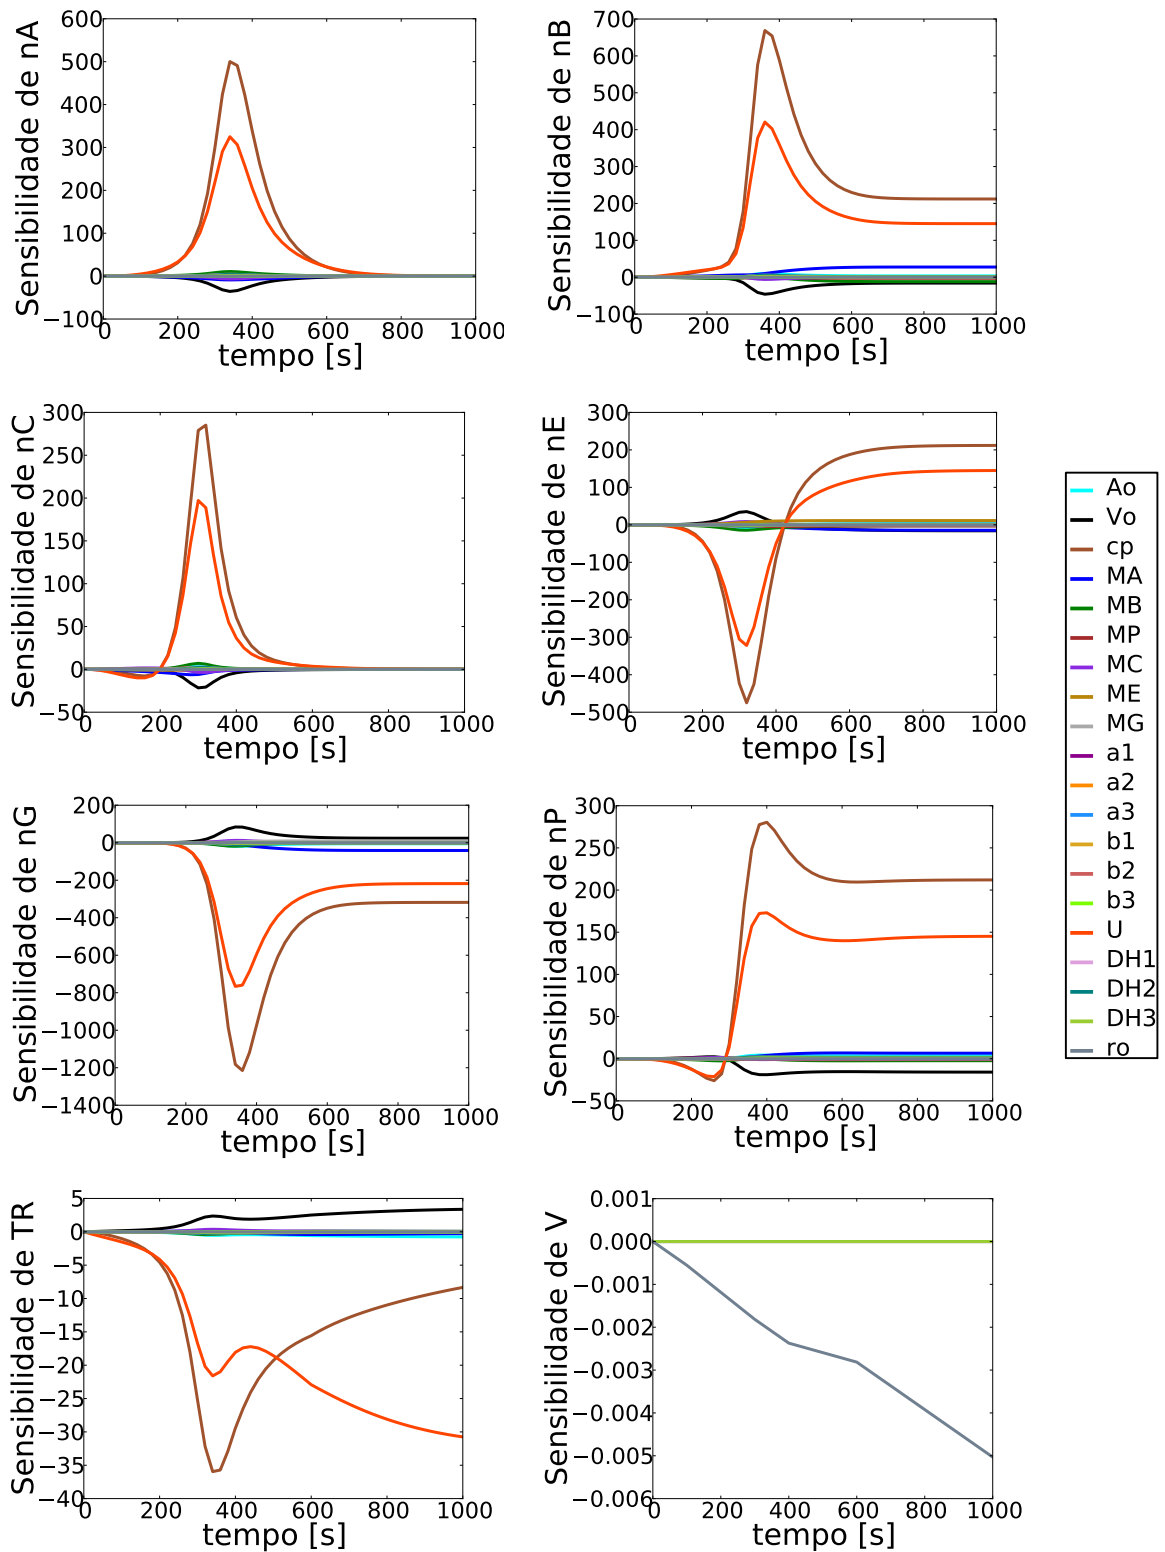 Sensibilidade de nA
600
500
400
300
200
100
0
−100
0 200 400 600 800 1000
tempo [s]
Sensibilidade de nB
700
600
500
400
300
200
100
0
−100
0 200 400 600 800 1000
tempo [s]
Sensibilidade de nC
300
250
200
150
100
50
0
−50
0 200 400 600 800 1000
tempo [s]
Sensibilidade de nE
300
200
100
0
−100
−200
−300
−400
−500
0 200 400 600 800 1000
tempo [s]
Sensibilidade de nG
200
0
−200
−400
−600
−800
−1000
−1200
−1400
0 200 400 600 800 1000
tempo [s]
Sensibilidade de nP
300
250
200
150
100
50
0
−50
0 200 400 600 800 1000
tempo [s]
Sensibilidade de TR
5
0
−5
−10
−15
−20
−25
−30
−35
−40
0 200 400 600 800 1000
tempo [s]
Sensibilidade de V
0.001
0.000
−0.001
−0.002
−0.003
−0.004
−0.005
−0.006
0 200 400 600 800 1000
tempo [s]
Ao
Vo
cp
MA
MB
MP
MC
ME
MG
a1
a2
a3
b1
b2
b3
U
DH1
DH2
DH3
ro